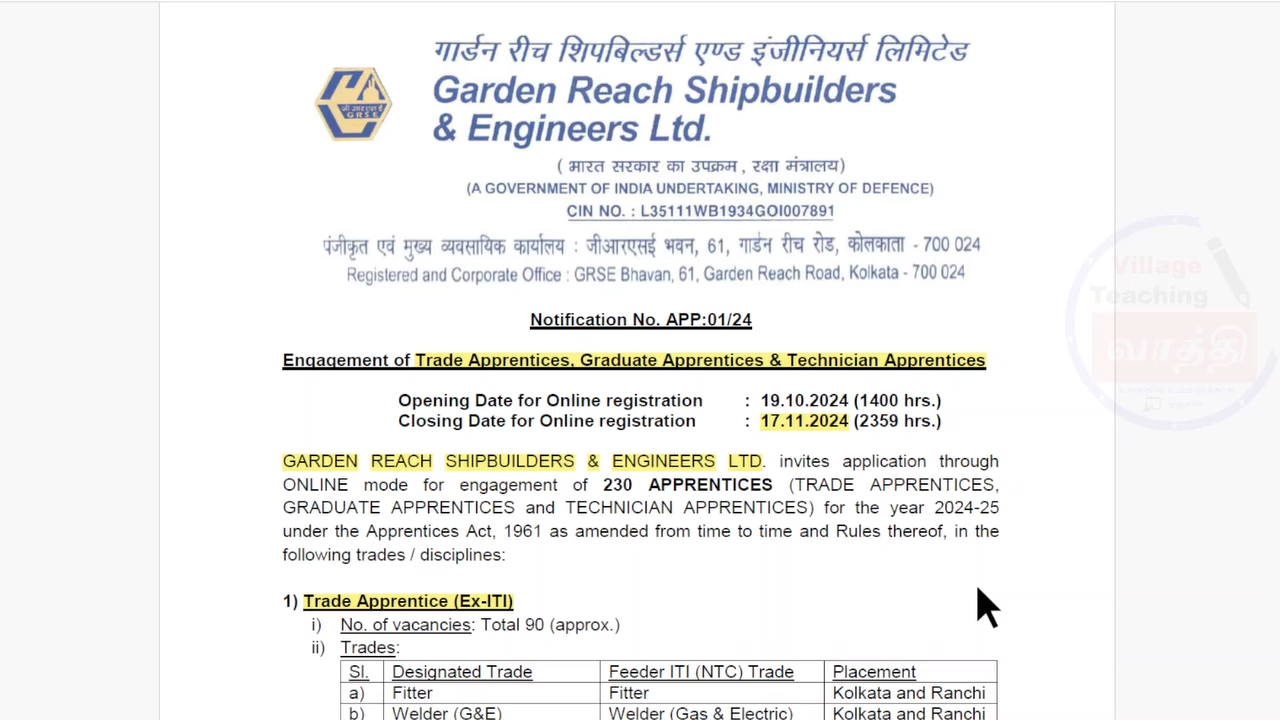 गार्डन रीच शिपबिल्डर्स एण्ड इंजीनियर्स लिमिटेड
Garden Reach Shipbuilders
& Engineers Ltd.
जी आर एस ई
GRSE
( भारत सरकार का उपक्रम , रक्षा मंत्रालय)
(A GOVERNMENT OF INDIA UNDERTAKING, MINISTRY OF DEFENCE)
CIN NO. : L35111WB1934GOI007891
पंजीकृत एवं मुख्य व्यवसायिक कार्यालय : जीआरएसई भवन, 61, गार्डन रीच रोड, कोलकाता - 700 024
Registered and Corporate Office : GRSE Bhavan, 61, Garden Reach Road, Kolkata - 700 024
Village
Teaching
வாத்தி
Notification No. APP:01/24
Engagement of Trade Apprentices, Graduate Apprentices & Technician Apprentices
Opening Date for Online registration : 19.10.2024 (1400 hrs.)
Closing Date for Online registration : 17.11.2024 (2359 hrs.)
GARDEN REACH SHIPBUILDERS & ENGINEERS LTD. invites application through
ONLINE mode for engagement of 230 APPRENTICES (TRADE APPRENTICES,
GRADUATE APPRENTICES and TECHNICIAN APPRENTICES) for the year 2024-25
under the Apprentices Act, 1961 as amended from time to time and Rules thereof, in the
following trades / disciplines:
1) Trade Apprentice (Ex-ITI)
i) No. of vacancies: Total 90 (approx.)
ii) Trades:
Sl. Designated Trade Feeder ITI (NTC) Trade Placement
a) Fitter Fitter Kolkata and Ranchi
b) Welder (G&E) Welder (Gas & Electric) Kolkata and Ranchi